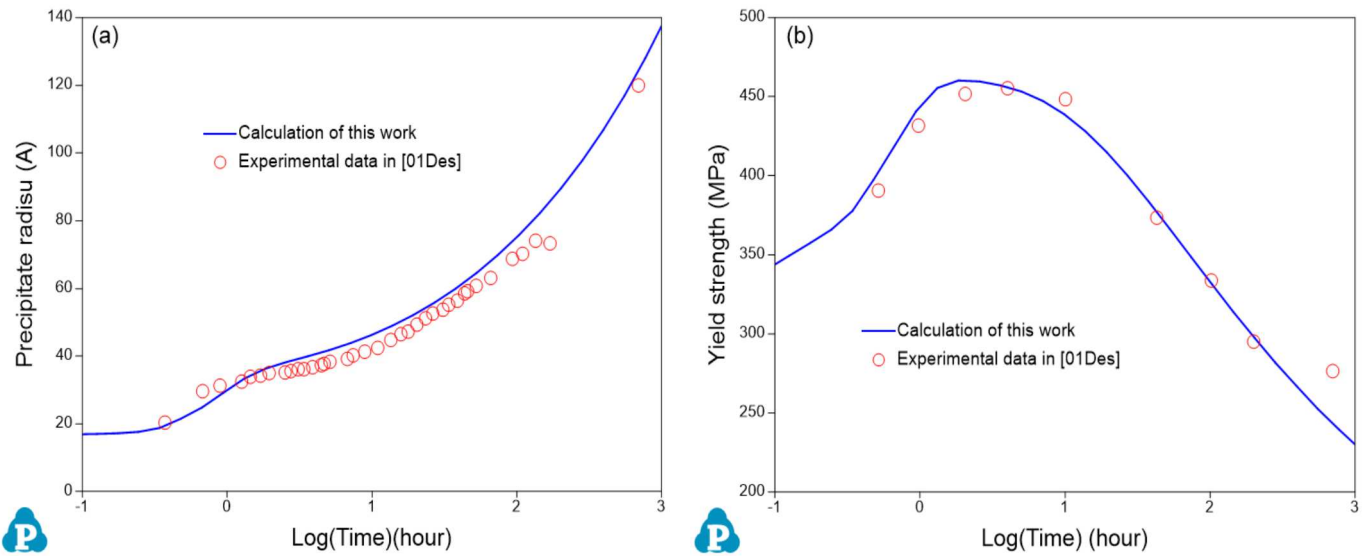 (a)
140
120
100
80
60
40
20
0
-1
0
1
2
3
Precipitate radisu (A)
Log(Time)(hour)
Calculation of this work
Experimental data in [01Des]
P
(b)
500
450
400
350
300
250
200
-1
0
1
2
3
Yield strength (MPa)
Log(Time) (hour)
Calculation of this work
Experimental data in [01Des]
P